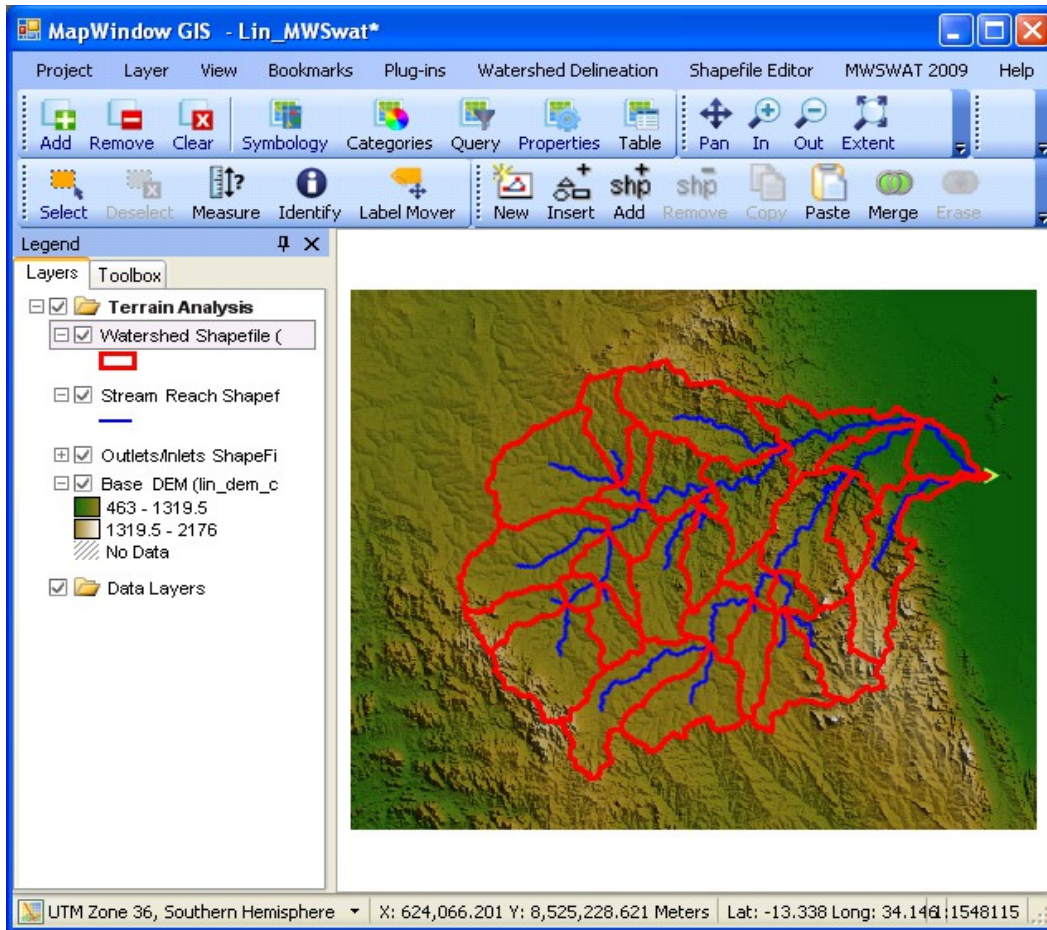 MapWindow GIS - Lin_MWSwat*
Project Layer View Bookmarks Plug-ins Watershed Delineation Shapefile Editor MWSWAT 2009 Help
Add Remove Clear Symbology Categories Query Properties Table Pan In Out Extent
Select Deselect Measure Identify Label Mover New Insert Add Remove Copy Paste Merge Erase
Legend
Layers Toolbox
Terrain Analysis
Watershed Shapefile (
Stream Reach Shapef
Outlets/Inlets ShapeFi
Base DEM (lin_dem_c
463 - 1319.5
1319.5 - 2176
No Data
Data Layers
UTM Zone 36, Southern Hemisphere X: 624,066.201 Y: 8,525,228.621 Meters Lat: -13.338 Long: 34.146 1:1548115